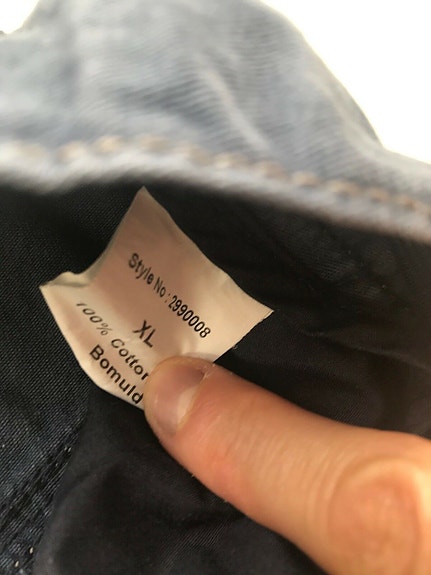 Style No : 2990008
XL
100% Cotton
Bomuld